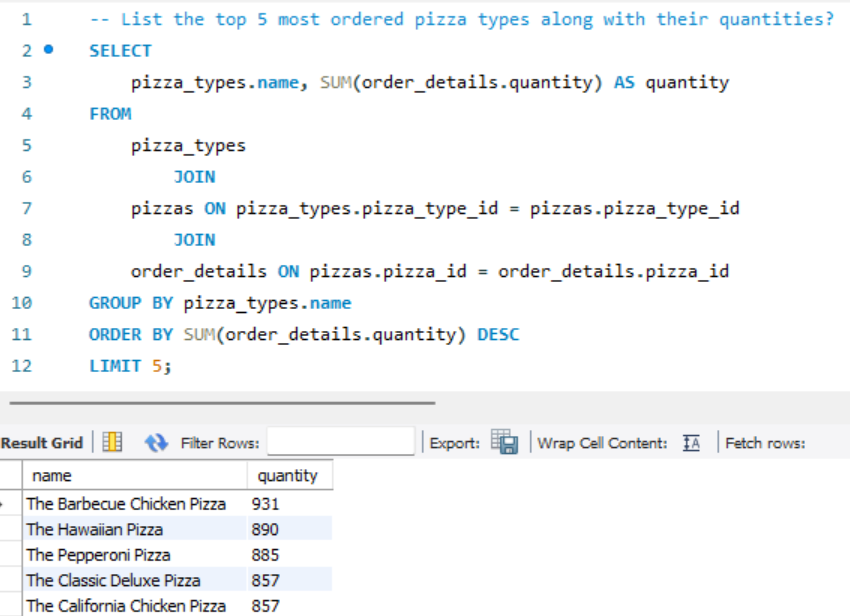 1 -- List the top 5 most ordered pizza types along with their quantities?
2 SELECT
3 pizza_types.name, SUM(order_details.quantity) AS quantity
4 FROM
5 pizza_types
6 JOIN
7 pizzas ON pizza_types.pizza_type_id = pizzas.pizza_type_id
8 JOIN
9 order_details ON pizzas.pizza_id = order_details.pizza_id
10 GROUP BY pizza_types.name
11 ORDER BY SUM(order_details.quantity) DESC
12 LIMIT 5;
Result Grid Filter Rows: Export: Wrap Cell Content: IA Fetch rows:
name quantity
The Barbecue Chicken Pizza 931
The Hawaiian Pizza 890
The Pepperoni Pizza 885
The Classic Deluxe Pizza 857
The California Chicken Pizza 857